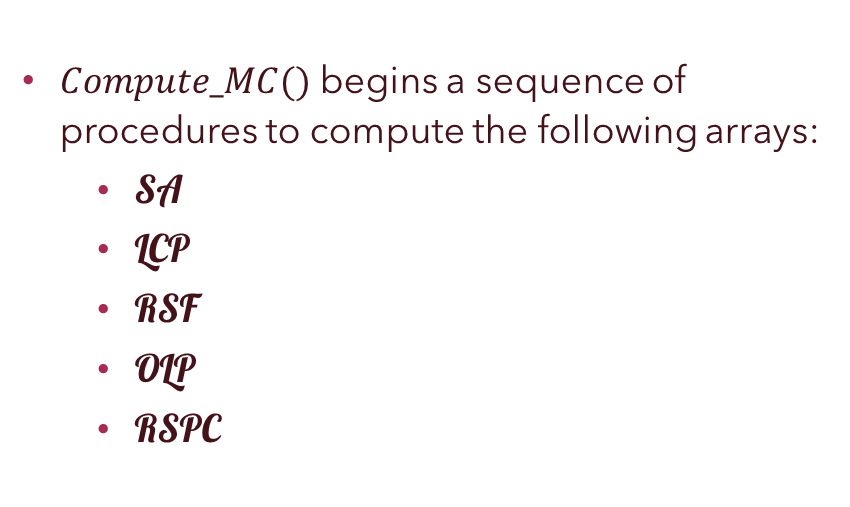 • Compute_MC() begins a sequence of
procedures to compute the following arrays:
• SA
• LCP
• RSF
• OLP
• RSPC